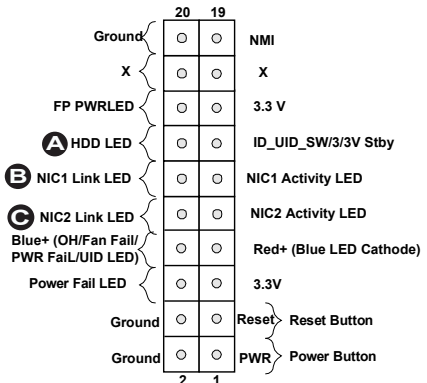 20 19
Ground NMI
X X
FP PWRLED 3.3 V
A HDD LED ID_UID_SW/3/3V Stby
B NIC1 Link LED NIC1 Activity LED
C NIC2 Link LED NIC2 Activity LED
Blue+ (OH/Fan Fail/
PWR FaiL/UID LED) Red+ (Blue LED Cathode)
Power Fail LED 3.3V
Ground Reset Reset Button
Ground PWR Power Button
2 1